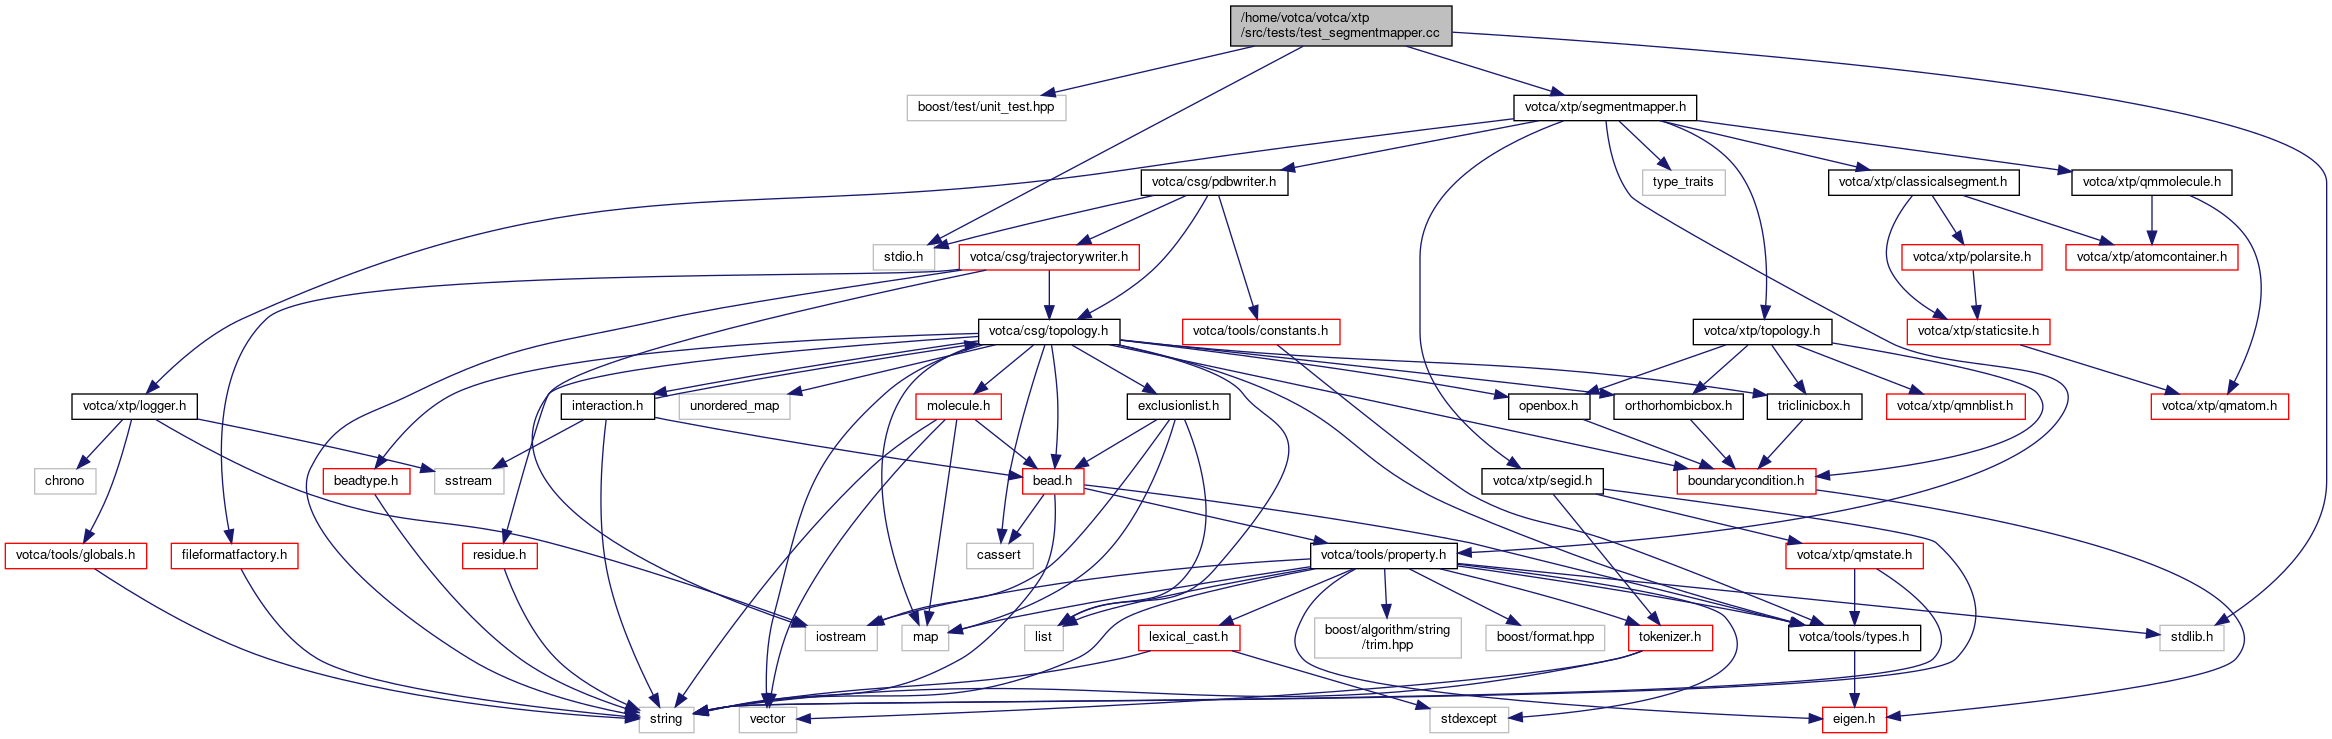 /home/votca/votca/xtp
/src/tests/test_segmentmapper.cc
boost/test/unit_test.hpp
votca/xtp/segmentmapper.h
votca/csg/pdbwriter.h
type_traits
votca/xtp/classicalsegment.h
votca/xtp/qmmolecule.h
stdio.h
votca/csg/trajectorywriter.h
votca/xtp/polarsite.h
votca/xtp/atomcontainer.h
votca/csg/topology.h
votca/tools/constants.h
votca/xtp/topology.h
votca/xtp/staticsite.h
votca/xtp/logger.h
interaction.h
unordered_map
molecule.h
exclusionlist.h
openbox.h
orthorhombicbox.h
triclinicbox.h
votca/xtp/qmnblist.h
votca/xtp/qmatom.h
chrono
beadtype.h
sstream
bead.h
votca/xtp/segid.h
boundarycondition.h
votca/tools/globals.h
fileformatfactory.h
residue.h
cassert
votca/tools/property.h
votca/xtp/qmstate.h
iostream
map
list
lexical_cast.h
boost/algorithm/string
/trim.hpp
boost/format.hpp
tokenizer.h
votca/tools/types.h
stdlib.h
string
vector
stdexcept
eigen.h